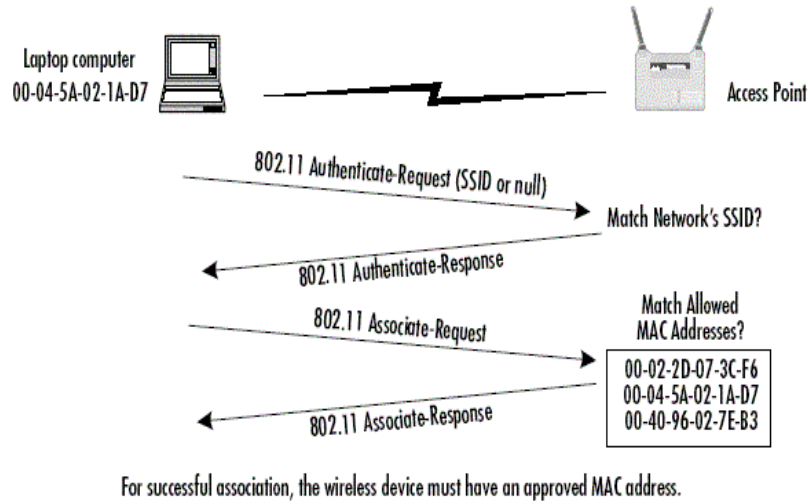 Laptop computer
00-04-5A-02-1A-D7
Access Point
802.11 Authenticate-Request (SSID or null)
Match Network's SSID?
802.11 Authenticate-Response
802.11 Associate-Request
Match Allowed
MAC Addresses?
00-02-2D-07-3C-F6
00-04-5A-02-1A-D7
00-40-96-02-7E-B3
802.11 Associate-Response
For successful association, the wireless device must have an approved MAC address.